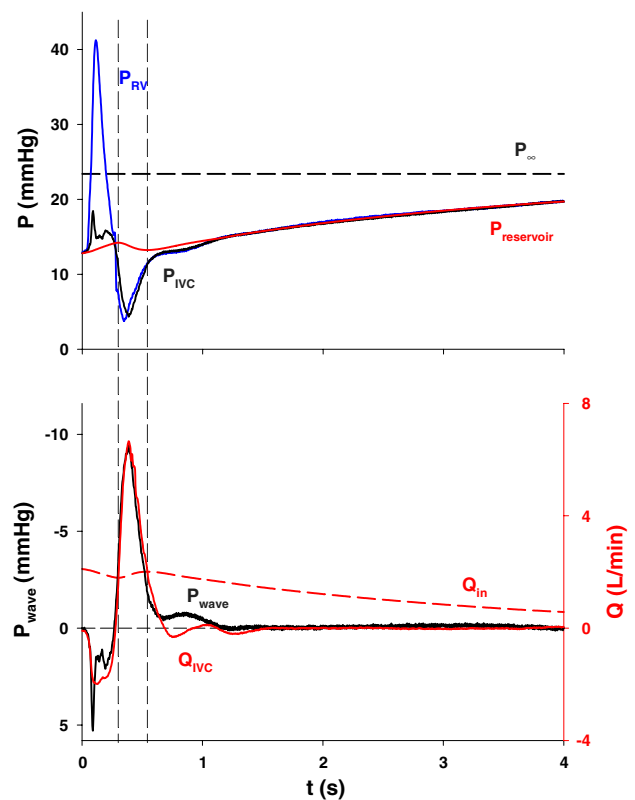 P (mmHg)
40
30
20
10
0
P_RV
P_∞
P_reservoir
P_IVC
P_wave (mmHg)
-10
-5
0
5
P_wave
Q_IVC
Q_in
8
4
0
-4
Q (L/min)
0 1 2 3 4
t (s)